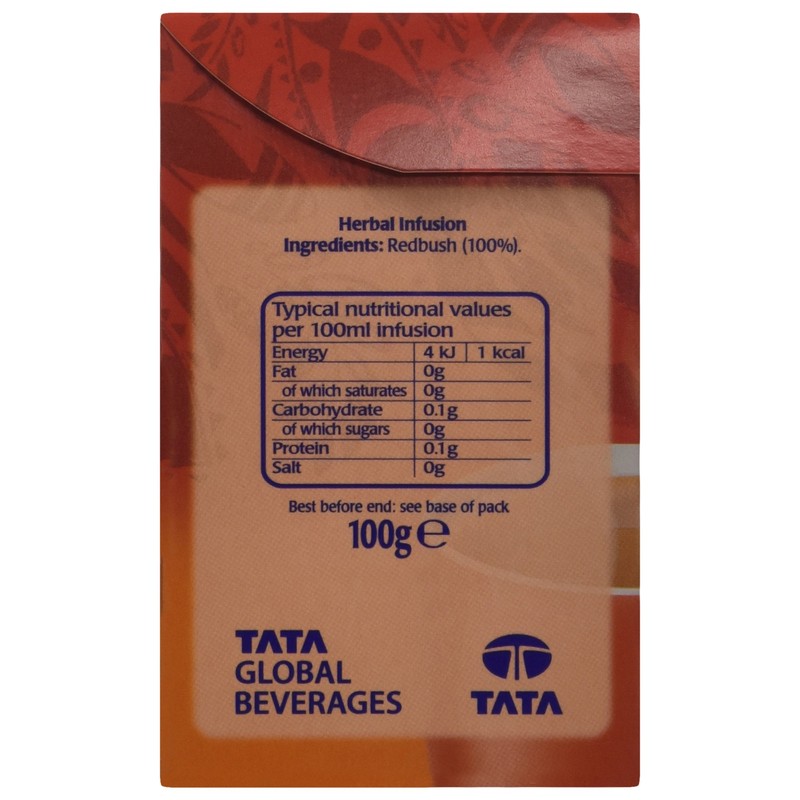 Herbal Infusion
Ingredients: Redbush (100%).
Typical nutritional values
per 100ml infusion
Energy 4 kJ 1 kcal
Fat 0g
of which saturates 0g
Carbohydrate 0.1g
of which sugars 0g
Protein 0.1g
Salt 0g
Best before end: see base of pack
100g ℮
TATA
GLOBAL
BEVERAGES
TATA